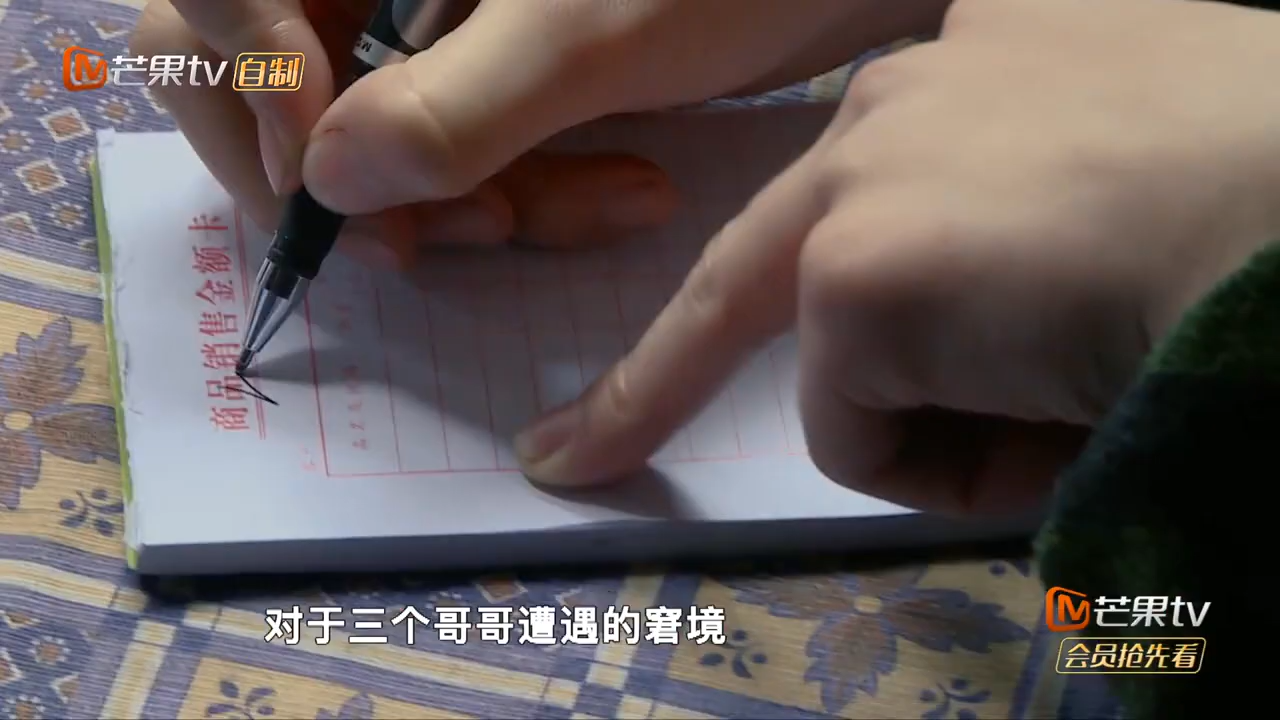 芒果tv 自制
商品销售金额卡
对于三个哥哥遭遇的窘境
芒果tv
会员抢先看